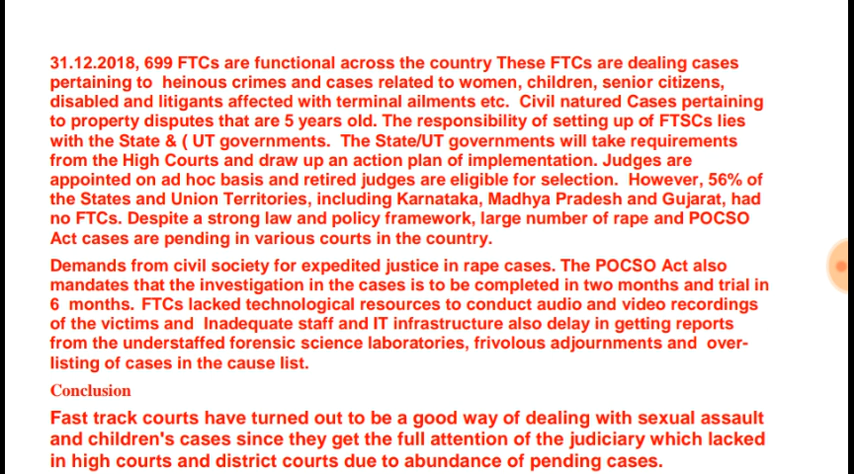 31.12.2018, 699 FTCs are functional across the country These FTCs are dealing cases
pertaining to heinous crimes and cases related to women, children, senior citizens,
disabled and litigants affected with terminal ailments etc. Civil natured Cases pertaining
to property disputes that are 5 years old. The responsibility of setting up of FTSCs lies
with the State & ( UT governments. The State/UT governments will take requirements
from the High Courts and draw up an action plan of implementation. Judges are
appointed on ad hoc basis and retired judges are eligible for selection. However, 56% of
the States and Union Territories, including Karnataka, Madhya Pradesh and Gujarat, had
no FTCs. Despite a strong law and policy framework, large number of rape and POCSO
Act cases are pending in various courts in the country.
Demands from civil society for expedited justice in rape cases. The POCSO Act also
mandates that the investigation in the cases is to be completed in two months and trial in
6 months. FTCs lacked technological resources to conduct audio and video recordings
of the victims and Inadequate staff and IT infrastructure also delay in getting reports
from the understaffed forensic science laboratories, frivolous adjournments and over-
listing of cases in the cause list.
Conclusion
Fast track courts have turned out to be a good way of dealing with sexual assault
and children's cases since they get the full attention of the judiciary which lacked
in high courts and district courts due to abundance of pending cases.